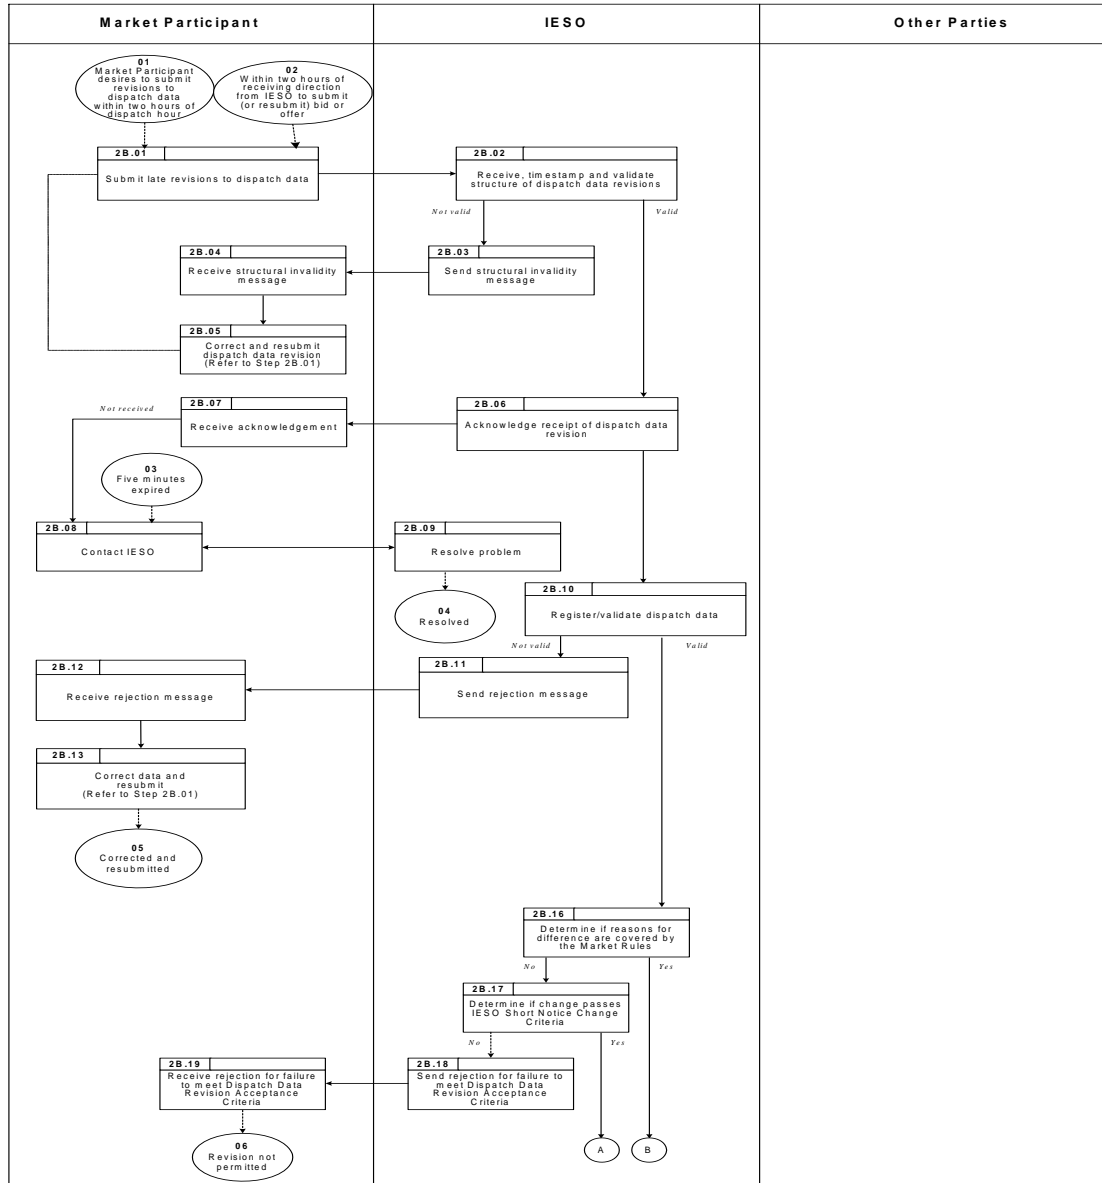 Market Participant
IESO
Other Parties
01
Market Participant
desires to submit
revisions to
dispatch data
within two hours of
dispatch hour
02
Within two hours of
receiving direction
from IESO to submit
(or resubmit) bid or
offer
2B.01
Submit late revisions to dispatch data
2B.02
Receive, timestamp and validate
structure of dispatch data revisions
Not valid
Valid
2B.04
Receive structural invalidity
message
2B.03
Send structural invalidity
message
2B.05
Correct and resubmit
dispatch data revision
(Refer to Step 2B.01)
Not received
2B.07
Receive acknowledgement
2B.06
Acknowledge receipt of dispatch data
revision
03
Five minutes
expired
2B.08
Contact IESO
2B.09
Resolve problem
04
Resolved
2B.10
Register/validate dispatch data
Not valid
Valid
2B.12
Receive rejection message
2B.11
Send rejection message
2B.13
Correct data and
resubmit
(Refer to Step 2B.01)
05
Corrected and
resubmitted
2B.16
Determine if reasons for
difference are covered by
the Market Rules
No
Yes
2B.17
Determine if change passes
IESO Short Notice Change
Criteria
No
Yes
2B.19
Receive rejection for failure
to meet Dispatch Data
Revision Acceptance
Criteria
2B.18
Send rejection for failure to
meet Dispatch Data
Revision Acceptance
Criteria
06
Revision not
permitted
A
B